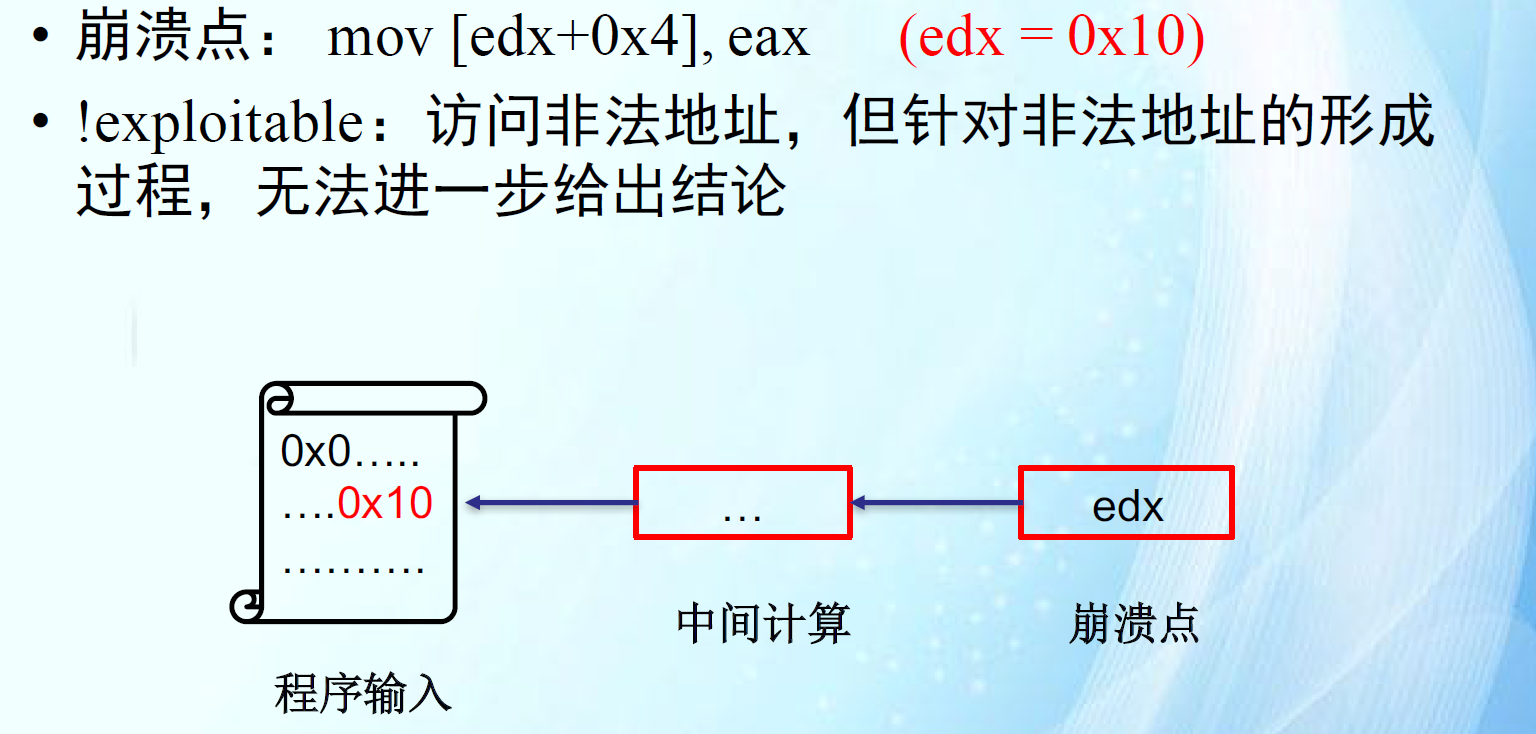 • 崩溃点： mov [edx+0x4], eax (edx = 0x10)
• !exploitable：访问非法地址，但针对非法地址的形成
过程，无法进一步给出结论
0x0…..
….0x10
……….
… edx
中间计算 崩溃点
程序输入